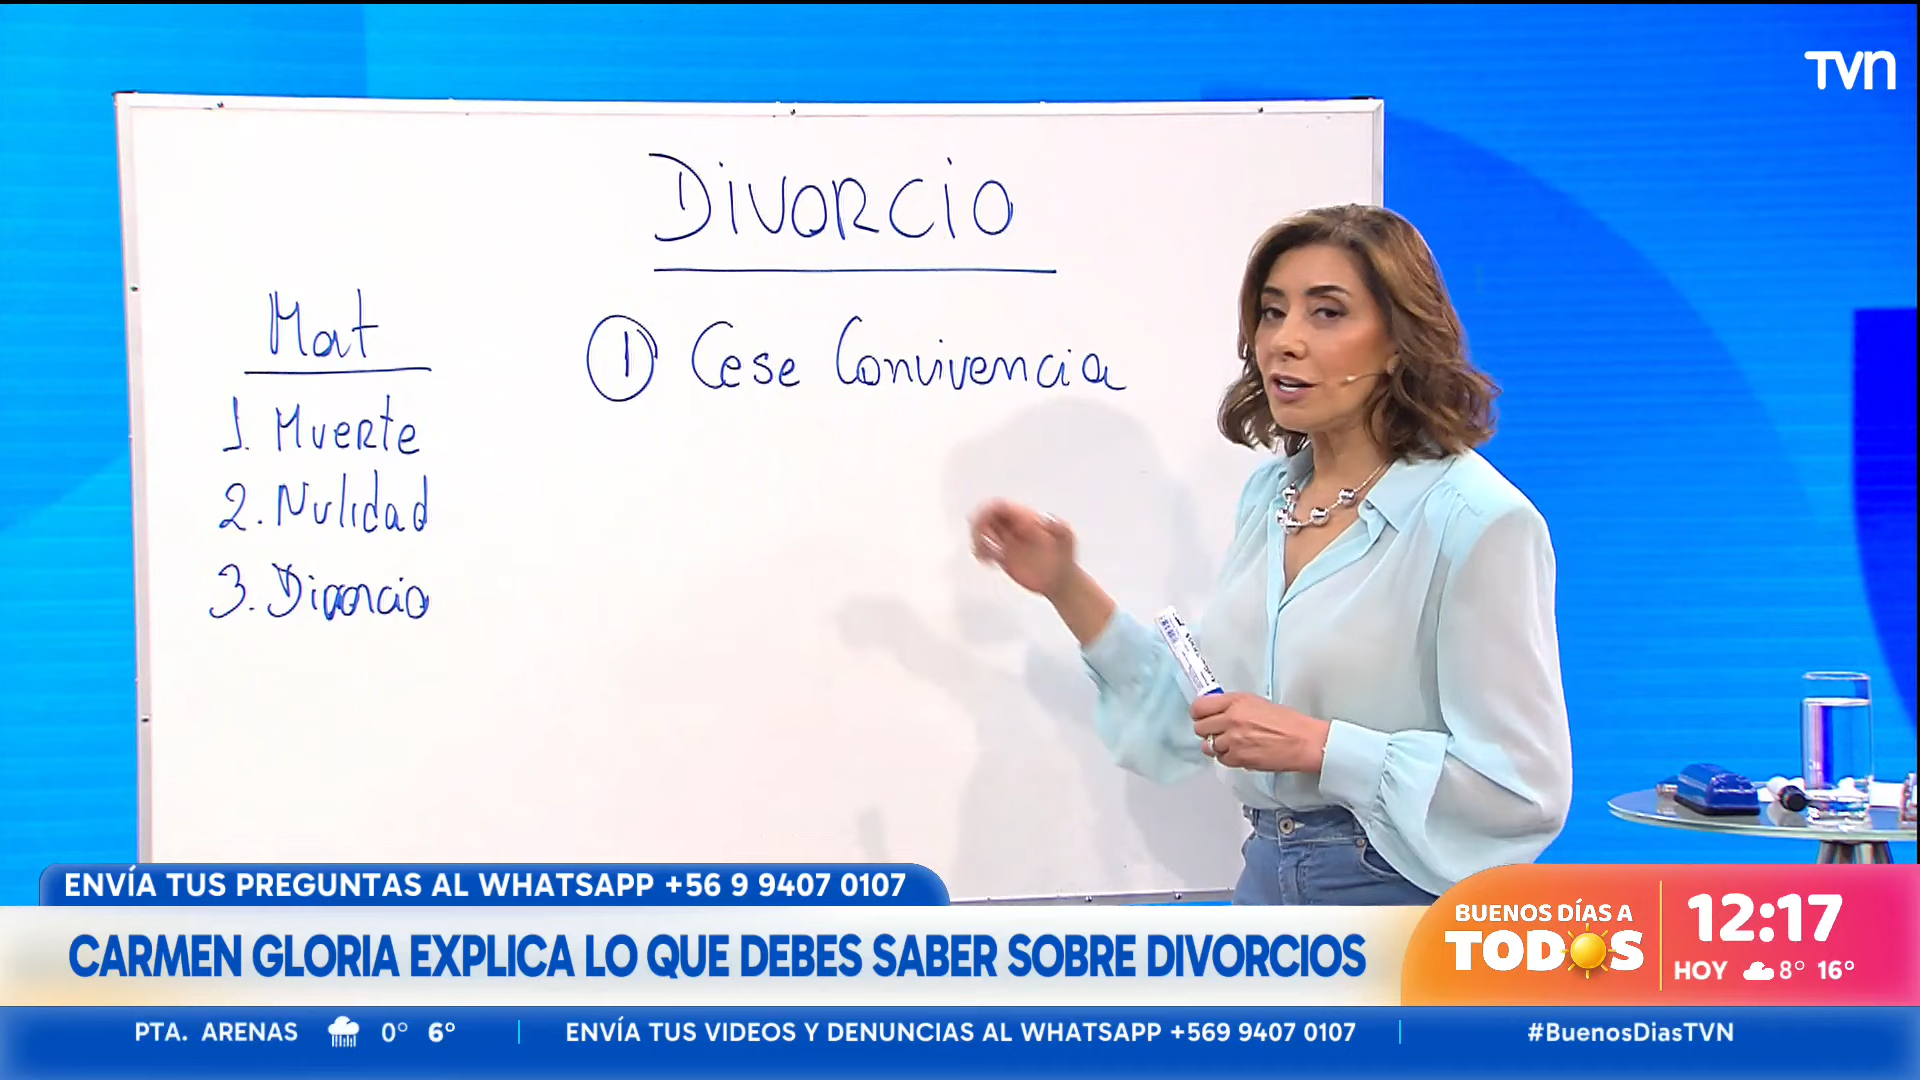 TVN
DIVORCIO
Mat
1. Muerte
2. Nulidad
3. Divorcio
① Cese Convivencia
ENVÍA TUS PREGUNTAS AL WHATSAPP +56 9 9407 0107
CARMEN GLORIA EXPLICA LO QUE DEBES SABER SOBRE DIVORCIOS
BUENOS DÍAS A
TODOS
12:17
HOY 8° 16°
PTA. ARENAS 0° 6°
ENVÍA TUS VIDEOS Y DENUNCIAS AL WHATSAPP +569 9407 0107
#BuenosDiasTVN